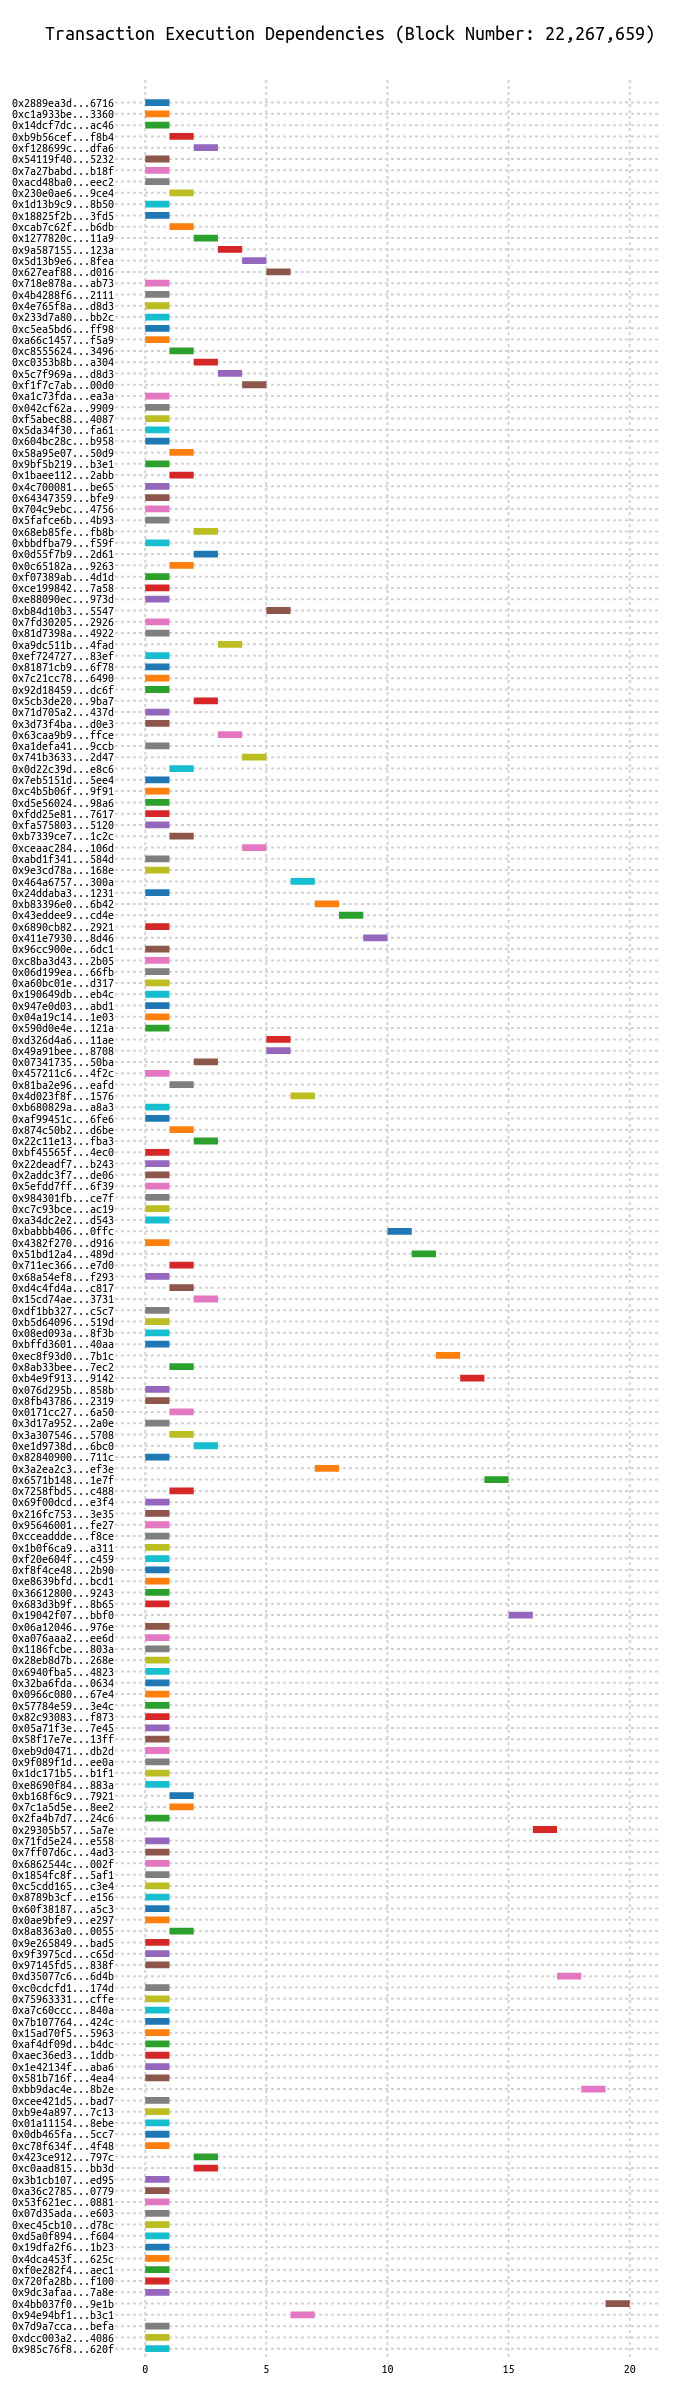 Transaction Execution Dependencies (Block Number: 22,267,659)
0x2889ea3d...6716
0xc1a933be...3360
0x14dcf7dc...ac46
0xb9b56cef...f8b4
0xf128699c...dfa6
0x54119f40...5232
0x7a27babd...b18f
0xacd48ba0...eec2
0x230e0ae6...9ce4
0x1d13b9c9...8b50
0x18825f2b...3fd5
0xcab7c62f...b6db
0x1277820c...11a9
0x9a587155...123a
0x5d13b9e6...8fea
0x627eaf88...d016
0x718e878a...ab73
0x4b4288f6...2111
0x4e765f8a...d8d3
0x233d7a80...bb2c
0xc5ea5bd6...ff98
0xa66c1457...f5a9
0xc8555624...3496
0xc0353b8b...a304
0x5c7f969a...d8d3
0xf1f7c7ab...00d0
0xa1c73fda...ea3a
0x042cf62a...9909
0xf5abec88...4087
0x5da34f30...fa61
0x604bc28c...b958
0x58a95e07...50d9
0x9bf5b219...b3e1
0x1baee112...2abb
0x4c700081...be65
0x64347359...bfe9
0x704c9ebc...4756
0x5fafce6b...4b93
0x68eb85fe...fb8b
0xbbdfba79...f59f
0x0d55f7b9...2d61
0x0c65182a...9263
0xf07389ab...4d1d
0xce199842...7a58
0xe88090ec...973d
0xb84d10b3...5547
0x7fd30205...2926
0x81d7398a...4922
0xa9dc511b...4fad
0xef724727...83ef
0x81871cb9...6f78
0x7c21cc78...6490
0x92d18459...dc6f
0x5cb3de20...9ba7
0x71d705a2...437d
0x3d73f4ba...d0e3
0x63caa9b9...ffce
0xa1defa41...9ccb
0x741b3633...2d47
0x0d22c39d...e8c6
0x7eb5151d...5ee4
0xc4b5b06f...9f91
0xd5e56024...98a6
0xfdd25e81...7617
0xfa575803...5120
0xb7339ce7...1c2c
0xceaac284...106d
0xabd1f341...584d
0x9e3cd78a...168e
0x464a6757...300a
0x24ddaba3...1231
0xb83396e0...6b42
0x43eddee9...cd4e
0x6890cb82...2921
0x411e7930...8d46
0x96cc900e...6dc1
0xc8ba3d43...2b05
0x06d199ea...66fb
0xa60bc01e...d317
0x190649db...eb4c
0x947e0d03...abd1
0x04a19c14...1e03
0x590d0e4e...121a
0xd326d4a6...11ae
0x49a91bee...8708
0x07341735...50ba
0x457211c6...4f2c
0x81ba2e96...eafd
0x4d023f8f...1576
0xb680829a...a8a3
0xaf99451c...6fe6
0x874c50b2...d6be
0x22c11e13...fba3
0xbf45565f...4ec0
0x22deadf7...b243
0x2addc3f7...de06
0x5efdd7ff...6f39
0x984301fb...ce7f
0xc7c93bce...ac19
0xa34dc2e2...d543
0xbabbb406...0ffc
0x4382f270...d916
0x51bd12a4...489d
0x711ec366...e7d0
0x68a54ef8...f293
0xd4c4fd4a...c817
0x15cd74ae...3731
0xdf1bb327...c5c7
0xb5d64096...519d
0x08ed093a...8f3b
0xbffd3601...40aa
0xec8f93d0...7b1c
0x8ab33bee...7ec2
0xb4e9f913...9142
0x076d295b...858b
0x8fb43786...2319
0x0171cc27...6a50
0x3d17a952...2a0e
0x3a307546...5708
0xe1d9738d...6bc0
0x82840900...711c
0x3a2ea2c3...ef3e
0x6571b148...1e7f
0x7258fbd5...c488
0x69f00dcd...e3f4
0x216fc753...3e35
0x95646001...fe27
0xcceaddde...f8ce
0x1b0f6ca9...a311
0xf20e604f...c459
0xf8f4ce48...2b90
0xe8639bfd...bcd1
0x36612800...9243
0x683d3b9f...8b65
0x19042f07...bbf0
0x06a12046...976e
0xa076aaa2...ee6d
0x1186fcbe...803a
0x28eb8d7b...268e
0x6940fba5...4823
0x32ba6fda...0634
0x0966c080...67e4
0x57784e59...3e4c
0x82c93083...f873
0x05a71f3e...7e45
0x58f17e7e...13ff
0xeb9d0471...db2d
0x9f089f1d...ee0a
0x1dc171b5...b1f1
0xe8690f84...883a
0xb168f6c9...7921
0x7c1a5d5e...8ee2
0x2fa4b7d7...24c6
0x29305b57...5a7e
0x71fd5e24...e558
0x7ff07d6c...4ad3
0x6862544c...002f
0x1854fc8f...5af1
0xc5cdd165...c3e4
0x8789b3cf...e156
0x60f38187...a5c3
0x0ae9bfe9...e297
0x8a8363a0...0055
0x9e265849...bad5
0x9f3975cd...c65d
0x97145fd5...838f
0xd35077c6...6d4b
0xc0cdcfd1...174d
0x75963331...cffe
0xa7c60ccc...840a
0x7b107764...424c
0x15ad70f5...5963
0xaf4df09d...b4dc
0xaec36ed3...1ddb
0x1e42134f...aba6
0x581b716f...4ea4
0xbb9dac4e...8b2e
0xcee421d5...bad7
0xb9e4a897...7c13
0x01a11154...8ebe
0x0db465fa...5cc7
0xc78f634f...4f48
0x423ce912...797c
0xc0aad815...bb3d
0x3b1cb107...ed95
0xa36c2785...0779
0x53f621ec...0881
0x07d35ada...e603
0xec45cb10...d78c
0xd5a0f894...f604
0x19dfa2f6...1b23
0x4dca453f...625c
0xf0e282f4...aec1
0x720fa28b...f100
0x9dc3afaa...7a8e
0x4bb037f0...9e1b
0x94e94bf1...b3c1
0x7d9a7cca...befa
0xdcc003a2...4086
0x985c76f8...620f
0 5 10 15 20